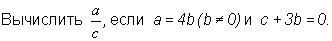 Вычислить a/c, если a = 4b (b ≠ 0) и c + 3b = 0.